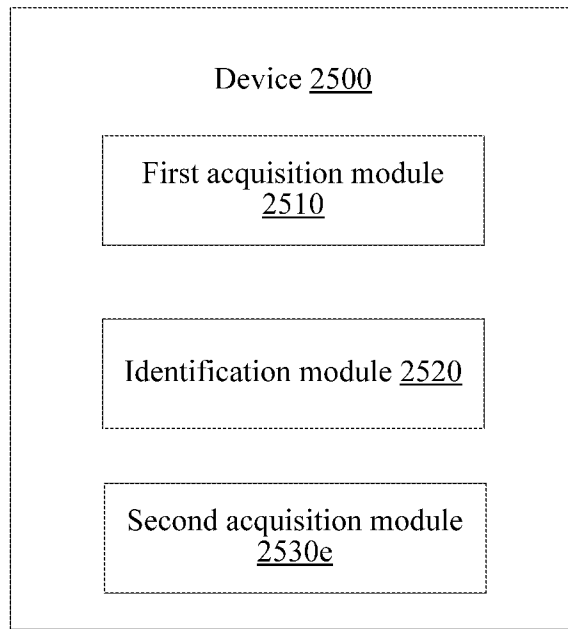 Device 2500
First acquisition module
2510
Identification module 2520
Second acquisition module
2530e